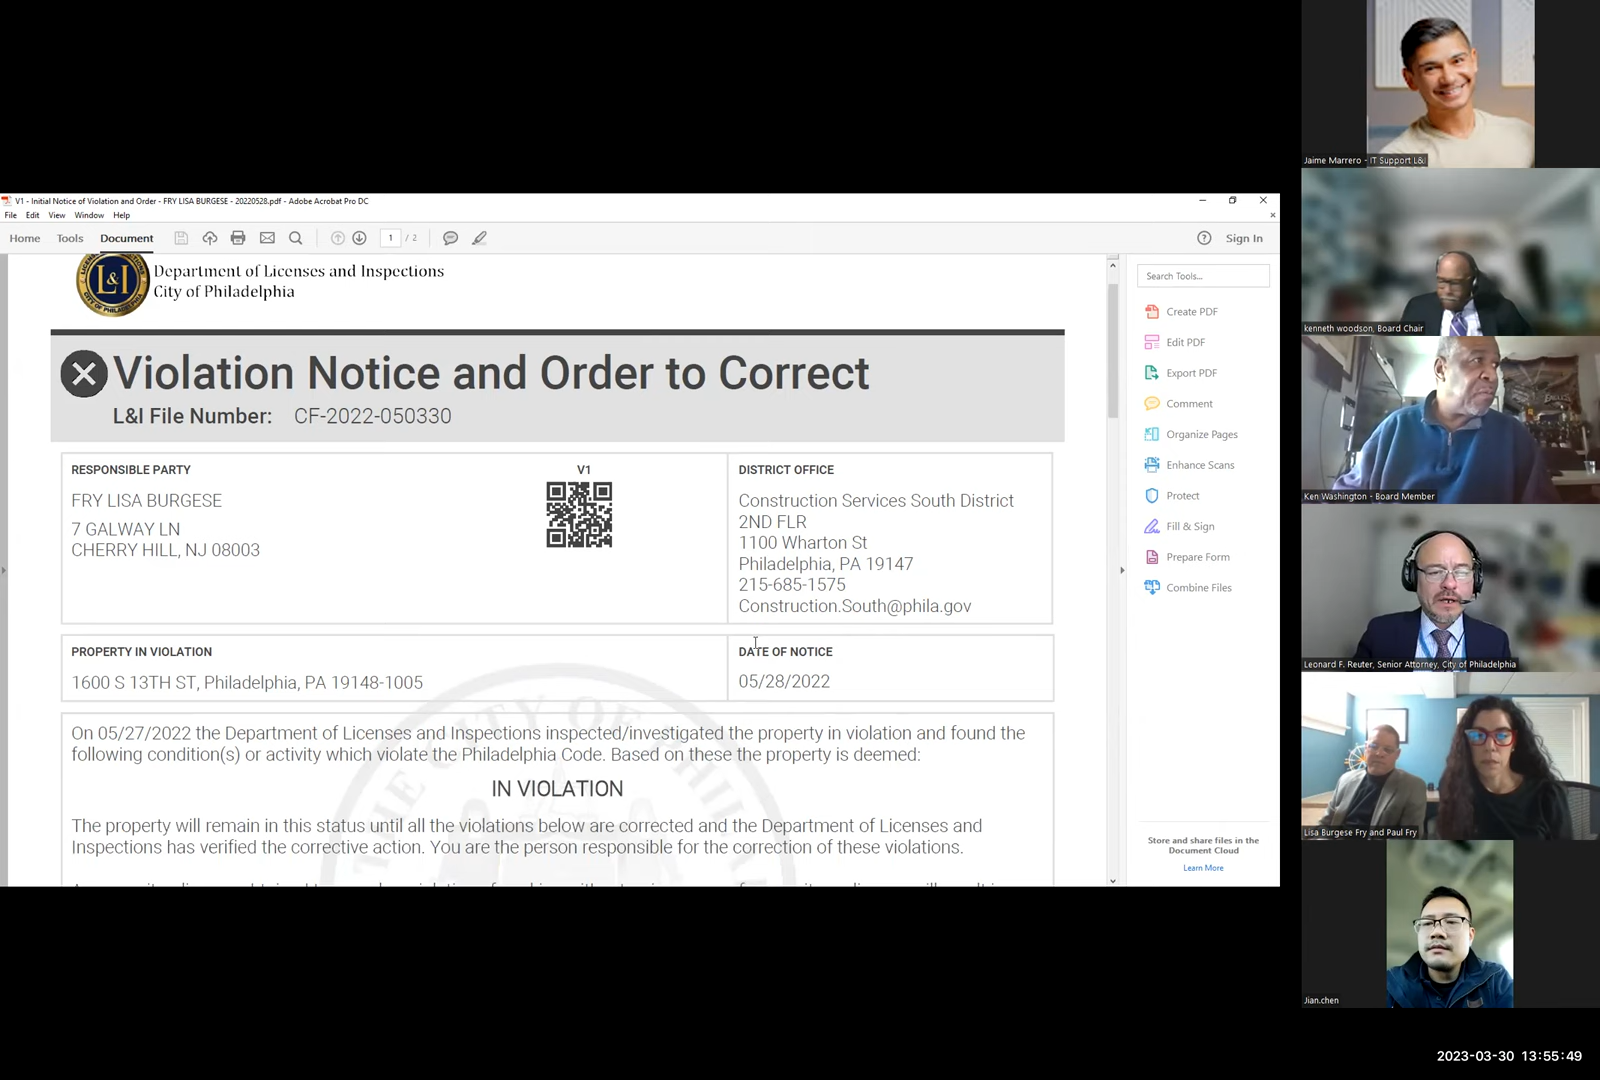 V1 - Initial Notice of Violation and Order - FRY LISA BURGESE - 20220528.pdf - Adobe Acrobat Pro DC
File Edit View Window Help
Home Tools Document 1 / 2 Sign In
L&I
Department of Licenses and Inspections
City of Philadelphia
Violation Notice and Order to Correct
L&I File Number: CF-2022-050330
RESPONSIBLE PARTY
FRY LISA BURGESE
7 GALWAY LN
CHERRY HILL, NJ 08003
V1
DISTRICT OFFICE
Construction Services South District
2ND FLR
1100 Wharton St
Philadelphia, PA 19147
215-685-1575
Construction.South@phila.gov
PROPERTY IN VIOLATION
1600 S 13TH ST, Philadelphia, PA 19148-1005
DATE OF NOTICE
05/28/2022
On 05/27/2022 the Department of Licenses and Inspections inspected/investigated the property in violation and found the
following condition(s) or activity which violate the Philadelphia Code. Based on these the property is deemed:
IN VIOLATION
The property will remain in this status until all the violations below are corrected and the Department of Licenses and
Inspections has verified the corrective action. You are the person responsible for the correction of these violations.
THE CITY OF PHIL
Search Tools...
Create PDF
Edit PDF
Export PDF
Comment
Organize Pages
Enhance Scans
Protect
Fill & Sign
Prepare Form
Combine Files
Store and share files in the
Document Cloud
Learn More
Jaime Marrero - IT Support L&I
kenneth woodson, Board Chair
EAGLES
Ken Washington - Board Member
Leonard F. Reuter, Senior Attorney, City of Philadelphia
Lisa Burgese Fry and Paul Fry
Jian.chen
2023-03-30 13:55:49